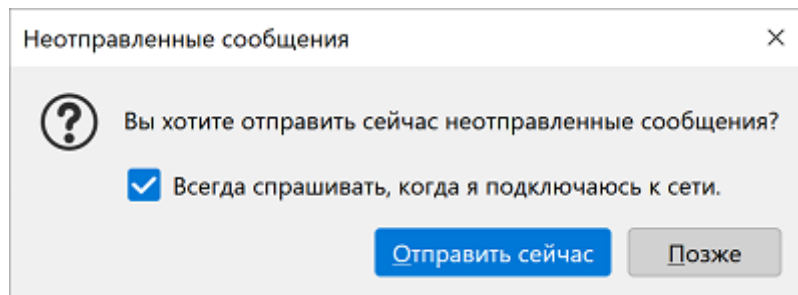 Неотправленные сообщения
Вы хотите отправить сейчас неотправленные сообщения?
Всегда спрашивать, когда я подключаюсь к сети.
Отправить сейчас
Позже